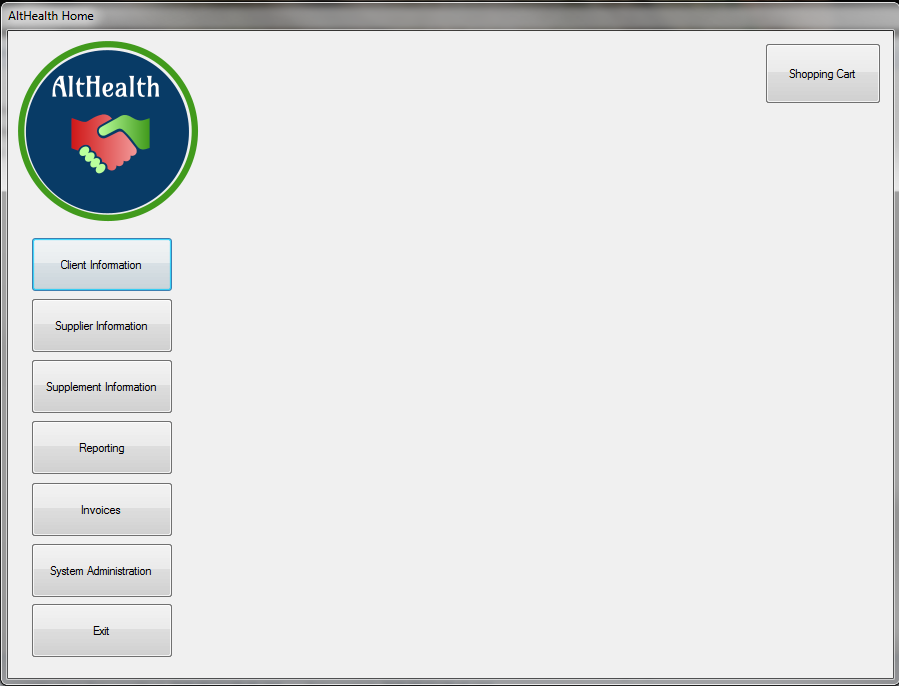 AltHealth Home
AltHealth
Shopping Cart
Client Information
Supplier Information
Supplement Information
Reporting
Invoices
System Administration
Exit